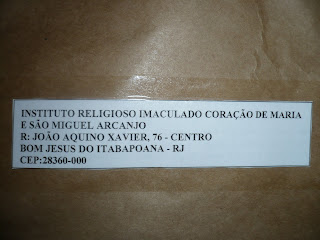 INSTITUTO RELIGIOSO IMACULADO CORAÇÃO DE MARIA
E SÃO MIGUEL ARCANJO
R: JOÃO AQUINO XAVIER, 76 - CENTRO
BOM JESUS DO ITABAPOANA - RJ
CEP:28360-000